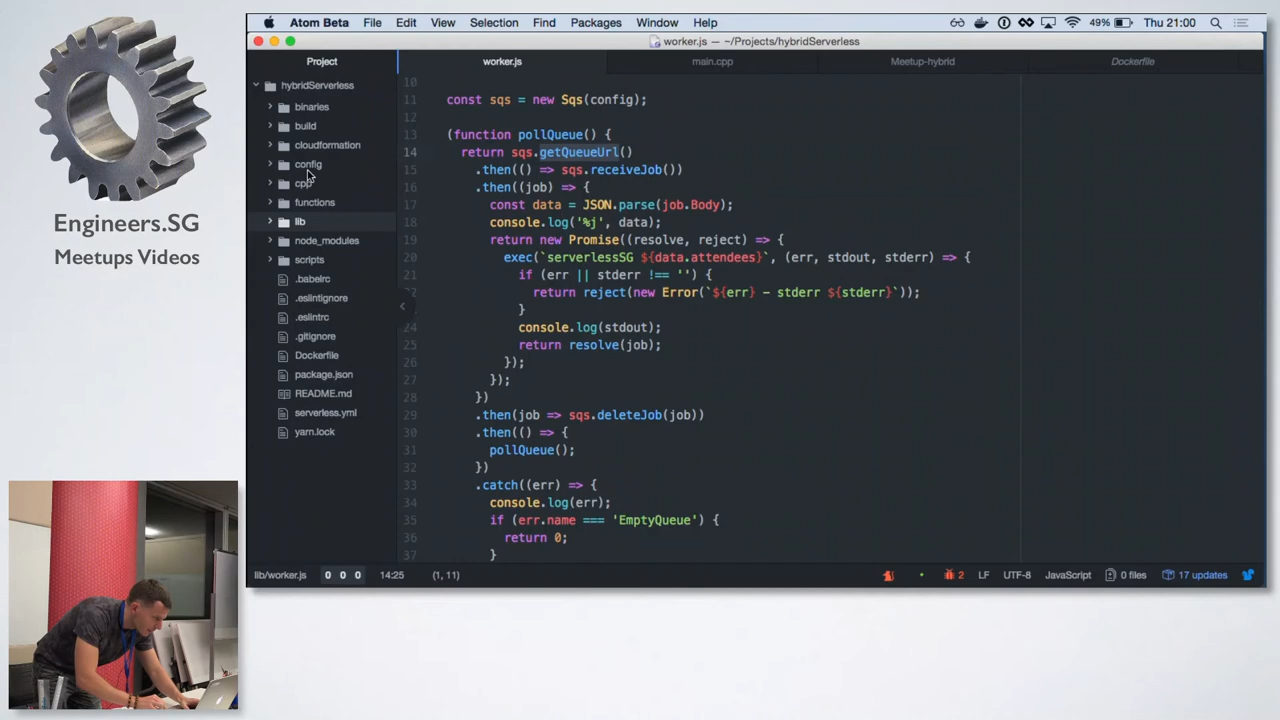 Atom Beta File Edit View Selection Find Packages Window Help 49% Thu 21:00
worker.js — ~/Projects/hybridServerless
Project worker.js main.cpp Meetup-hybrid Dockerfile
hybridServerless
binaries
build
cloudformation
config
cpp
functions
lib
node_modules
scripts
.babelrc
.eslintignore
.eslintrc
.gitignore
Dockerfile
package.json
README.md
serverless.yml
yarn.lock
10
11 const sqs = new Sqs(config);
12
13 (function pollQueue() {
14 return sqs.getQueueUrl()
15 .then(() => sqs.receiveJob())
16 .then((job) => {
17 const data = JSON.parse(job.Body);
18 console.log('%j', data);
19 return new Promise((resolve, reject) => {
20 exec(`serverlessSG ${data.attendees}`, (err, stdout, stderr) => {
21 if (err || stderr !== '') {
22 return reject(new Error(`${err} - stderr ${stderr}`));
}
24 console.log(stdout);
25 return resolve(job);
26 });
27 });
28 })
29 .then(job => sqs.deleteJob(job))
30 .then(() => {
31 pollQueue();
32 })
33 .catch((err) => {
34 console.log(err);
35 if (err.name === 'EmptyQueue') {
36 return 0;
37 }
lib/worker.js 0 0 0 14:25 (1, 11) 2 LF UTF-8 JavaScript 0 files 17 updates
Engineers.SG
Meetups Videos